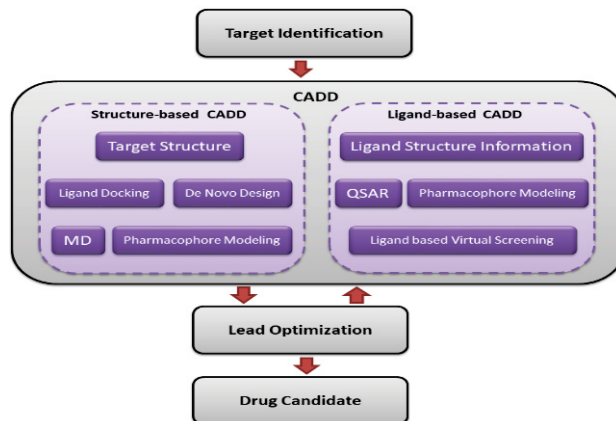 Target Identification
CADD
Structure-based CADD
Target Structure
Ligand Docking
De Novo Design
MD
Pharmacophore Modeling
Ligand-based CADD
Ligand Structure Information
QSAR
Pharmacophore Modeling
Ligand based Virtual Screening
Lead Optimization
Drug Candidate